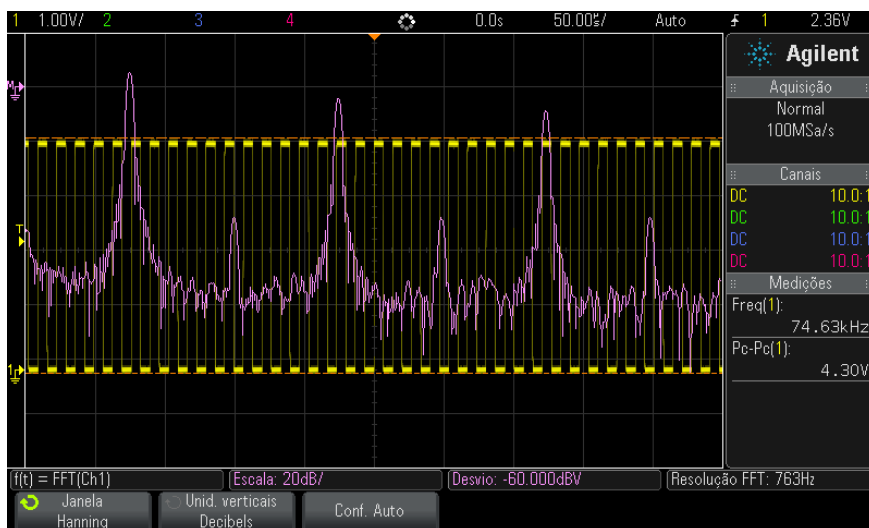 1 1.00V/ 2 3 4 0.0s 50.00µs/ Auto 1 2.36V
Agilent
Aquisição
Normal
100MSa/s
Canais
DC 10.0:1
DC 10.0:1
DC 10.0:1
DC 10.0:1
Medições
Freq(1):
74.63kHz
Pc-Pc(1):
4.30V
M
T
1
f(t) = FFT(Ch1) Escala: 20dB/ Desvio: -60.000dBV Resolução FFT: 763Hz
Janela
Hanning
Unid. verticais
Decibels
Conf. Auto